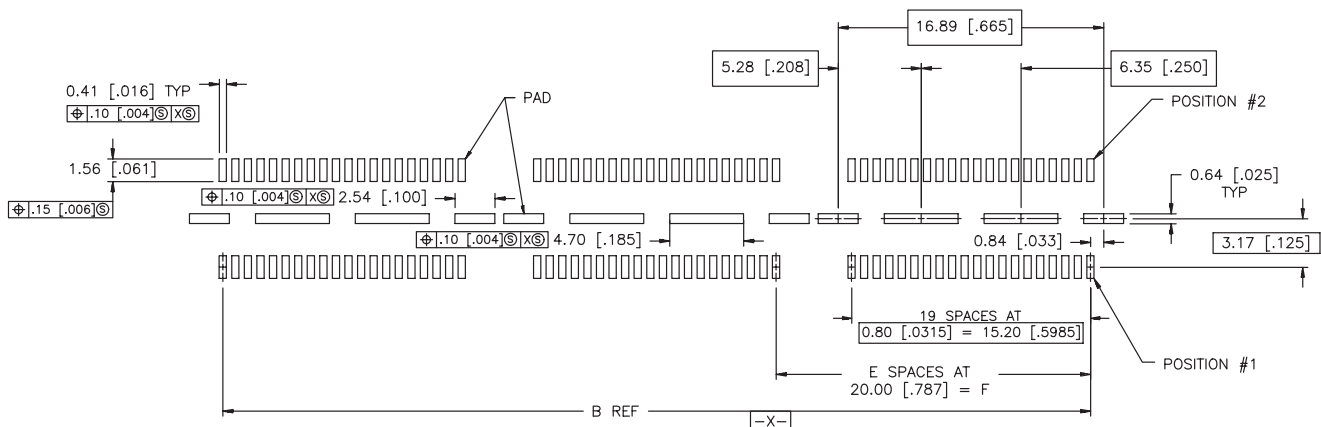 16.89 [.665]
5.28 [.208]
6.35 [.250]
0.41 [.016] TYP
⌖ .10 [.004]Ⓢ XⓈ
PAD
POSITION #2
1.56 [.061]
0.64 [.025]
TYP
⌖ .10 [.004]Ⓢ XⓈ 2.54 [.100]
⌖ .15 [.006]Ⓢ
⌖ .10 [.004]Ⓢ XⓈ 4.70 [.185]
0.84 [.033]
3.17 [.125]
19 SPACES AT
0.80 [.0315] = 15.20 [.5985]
POSITION #1
E SPACES AT
20.00 [.787] = F
B REF
-X-